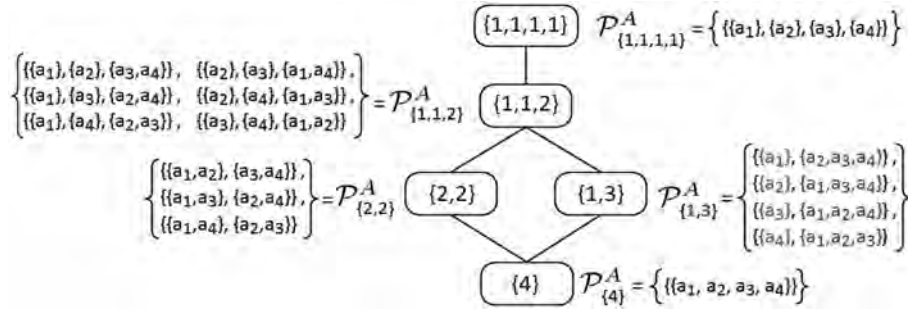 {1,1,1,1}
𝒫^A_{1,1,1,1} = { {{a₁}, {a₂}, {a₃}, {a₄}} }
{{a₁},{a₂},{a₃,a₄}} , {{a₂},{a₃},{a₁,a₄}} ,
{{a₁},{a₃},{a₂,a₄}} , {{a₂},{a₄},{a₁,a₃}} ,
{{a₁},{a₄},{a₂,a₃}} , {{a₃},{a₄},{a₁,a₂}}
= 𝒫^A_{1,1,2}
{1,1,2}
{{a₁,a₂}, {a₃,a₄}} ,
{{a₁,a₃}, {a₂,a₄}} ,
{{a₁,a₄}, {a₂,a₃}}
= 𝒫^A_{2,2}
{2,2}
{1,3}
𝒫^A_{1,3} =
{{a₁}, {a₂,a₃,a₄}} ,
{{a₂}, {a₁,a₃,a₄}} ,
{{a₃}, {a₁,a₂,a₄}} ,
{{a₄}, {a₁,a₂,a₃}}
{4}
𝒫^A_{4} = { {{a₁, a₂, a₃, a₄}} }